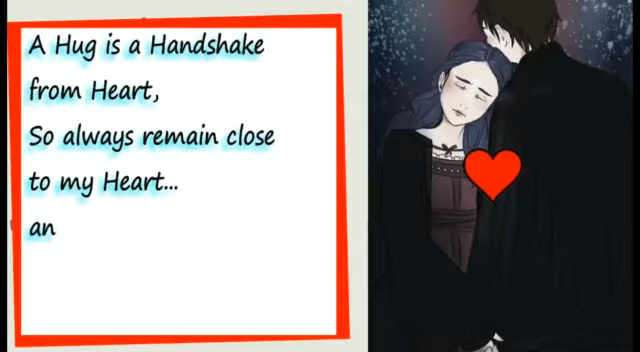 A Hug is a Handshake
from Heart,
So always remain close
to my Heart...
an